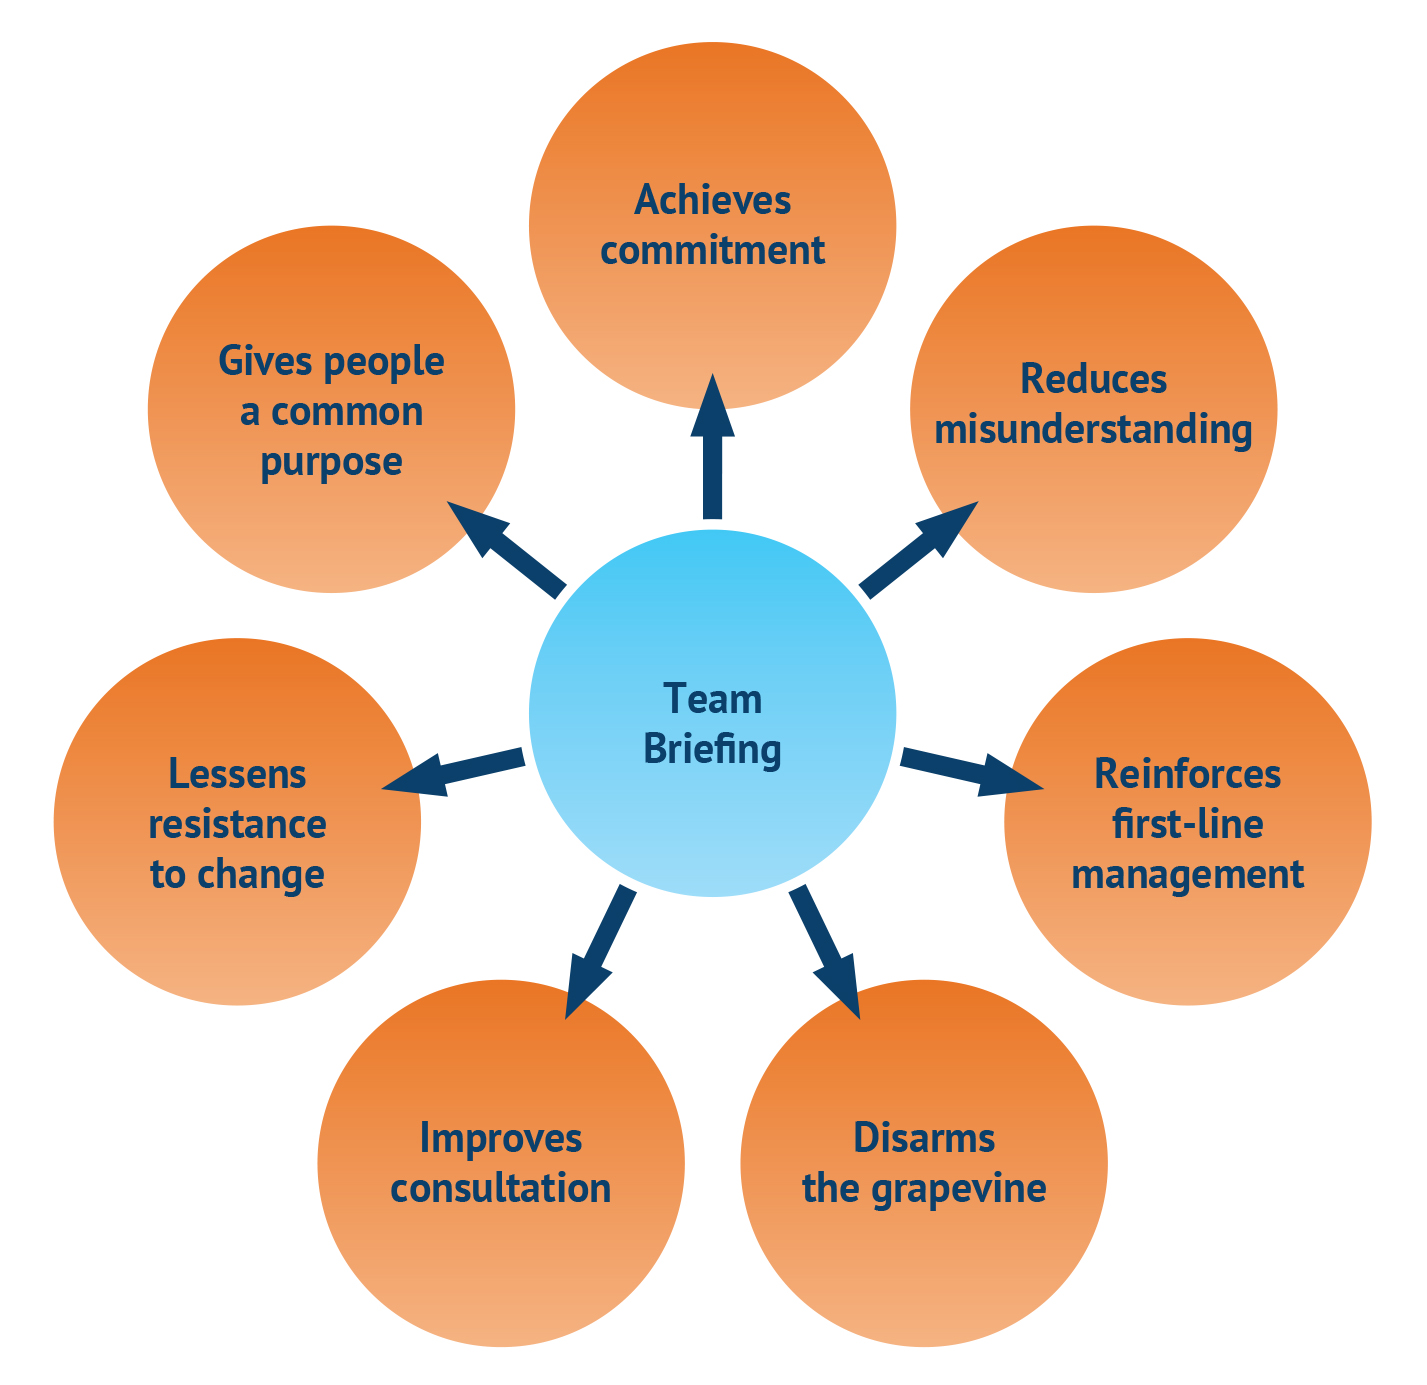 Achieves
commitment
Reduces
misunderstanding
Reinforces
first-line
management
Disarms
the grapevine
Improves
consultation
Lessens
resistance
to change
Gives people
a common
purpose
Team
Briefing